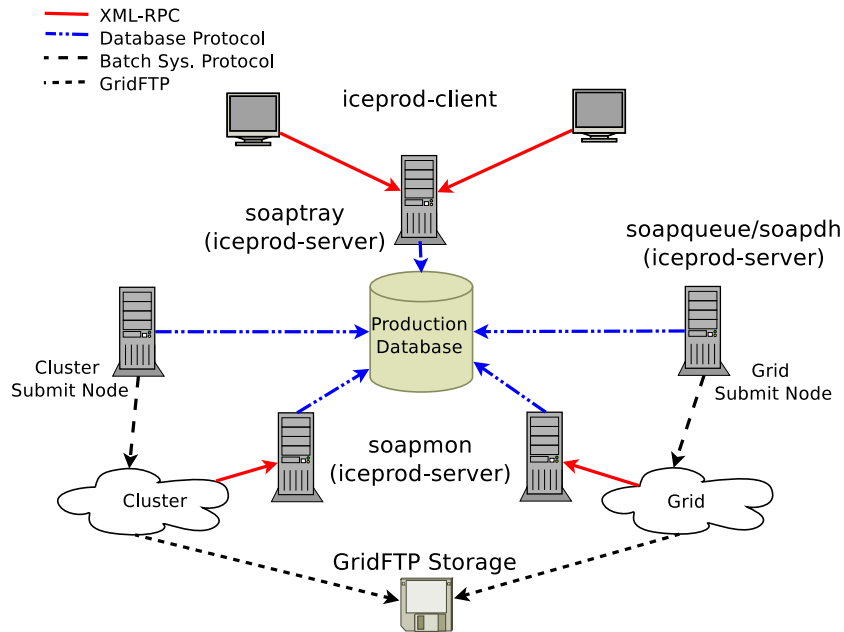 XML-RPC
Database Protocol
Batch Sys. Protocol
GridFTP
iceprod-client
soaptray
(iceprod-server)
soapqueue/soapdh
(iceprod-server)
Production
Database
Cluster
Submit Node
Grid
Submit Node
soapmon
(iceprod-server)
Cluster
Grid
GridFTP Storage